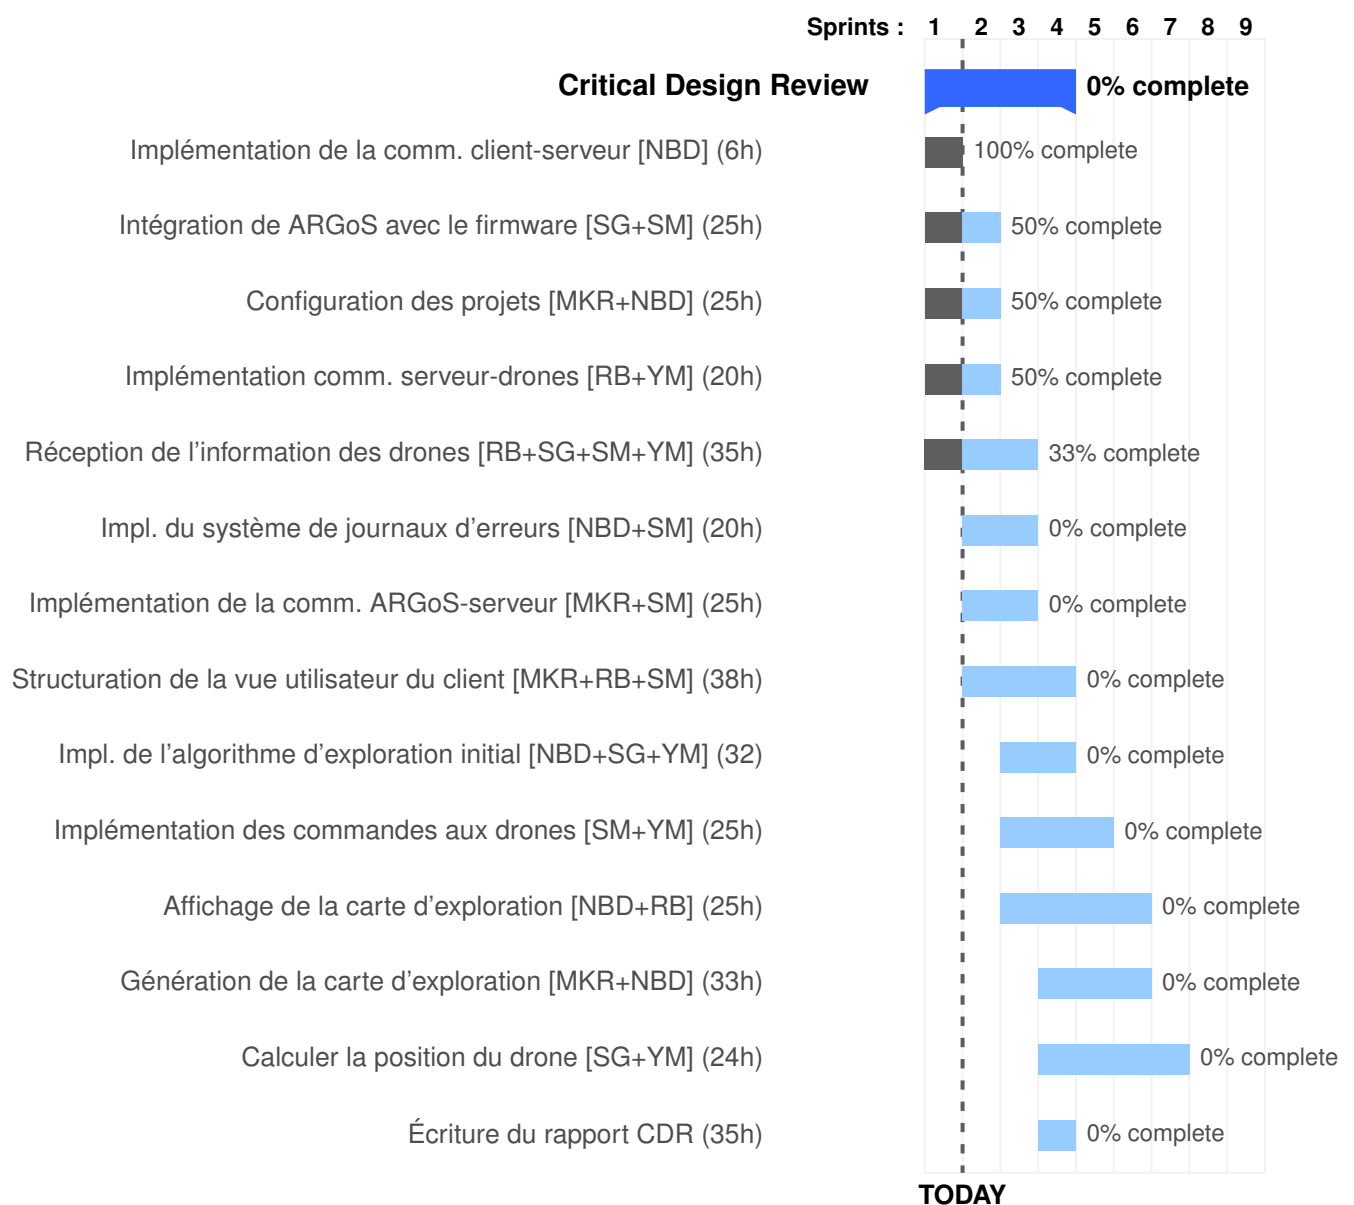 Sprints : 1 2 3 4 5 6 7 8 9
Critical Design Review 0% complete
Implémentation de la comm. client-serveur [NBD] (6h) 100% complete
Intégration de ARGoS avec le firmware [SG+SM] (25h) 50% complete
Configuration des projets [MKR+NBD] (25h) 50% complete
Implémentation comm. serveur-drones [RB+YM] (20h) 50% complete
Réception de l’information des drones [RB+SG+SM+YM] (35h) 33% complete
Impl. du système de journaux d’erreurs [NBD+SM] (20h) 0% complete
Implémentation de la comm. ARGoS-serveur [MKR+SM] (25h) 0% complete
Structuration de la vue utilisateur du client [MKR+RB+SM] (38h) 0% complete
Impl. de l’algorithme d’exploration initial [NBD+SG+YM] (32) 0% complete
Implémentation des commandes aux drones [SM+YM] (25h) 0% complete
Affichage de la carte d’exploration [NBD+RB] (25h) 0% complete
Génération de la carte d’exploration [MKR+NBD] (33h) 0% complete
Calculer la position du drone [SG+YM] (24h) 0% complete
Écriture du rapport CDR (35h) 0% complete
TODAY